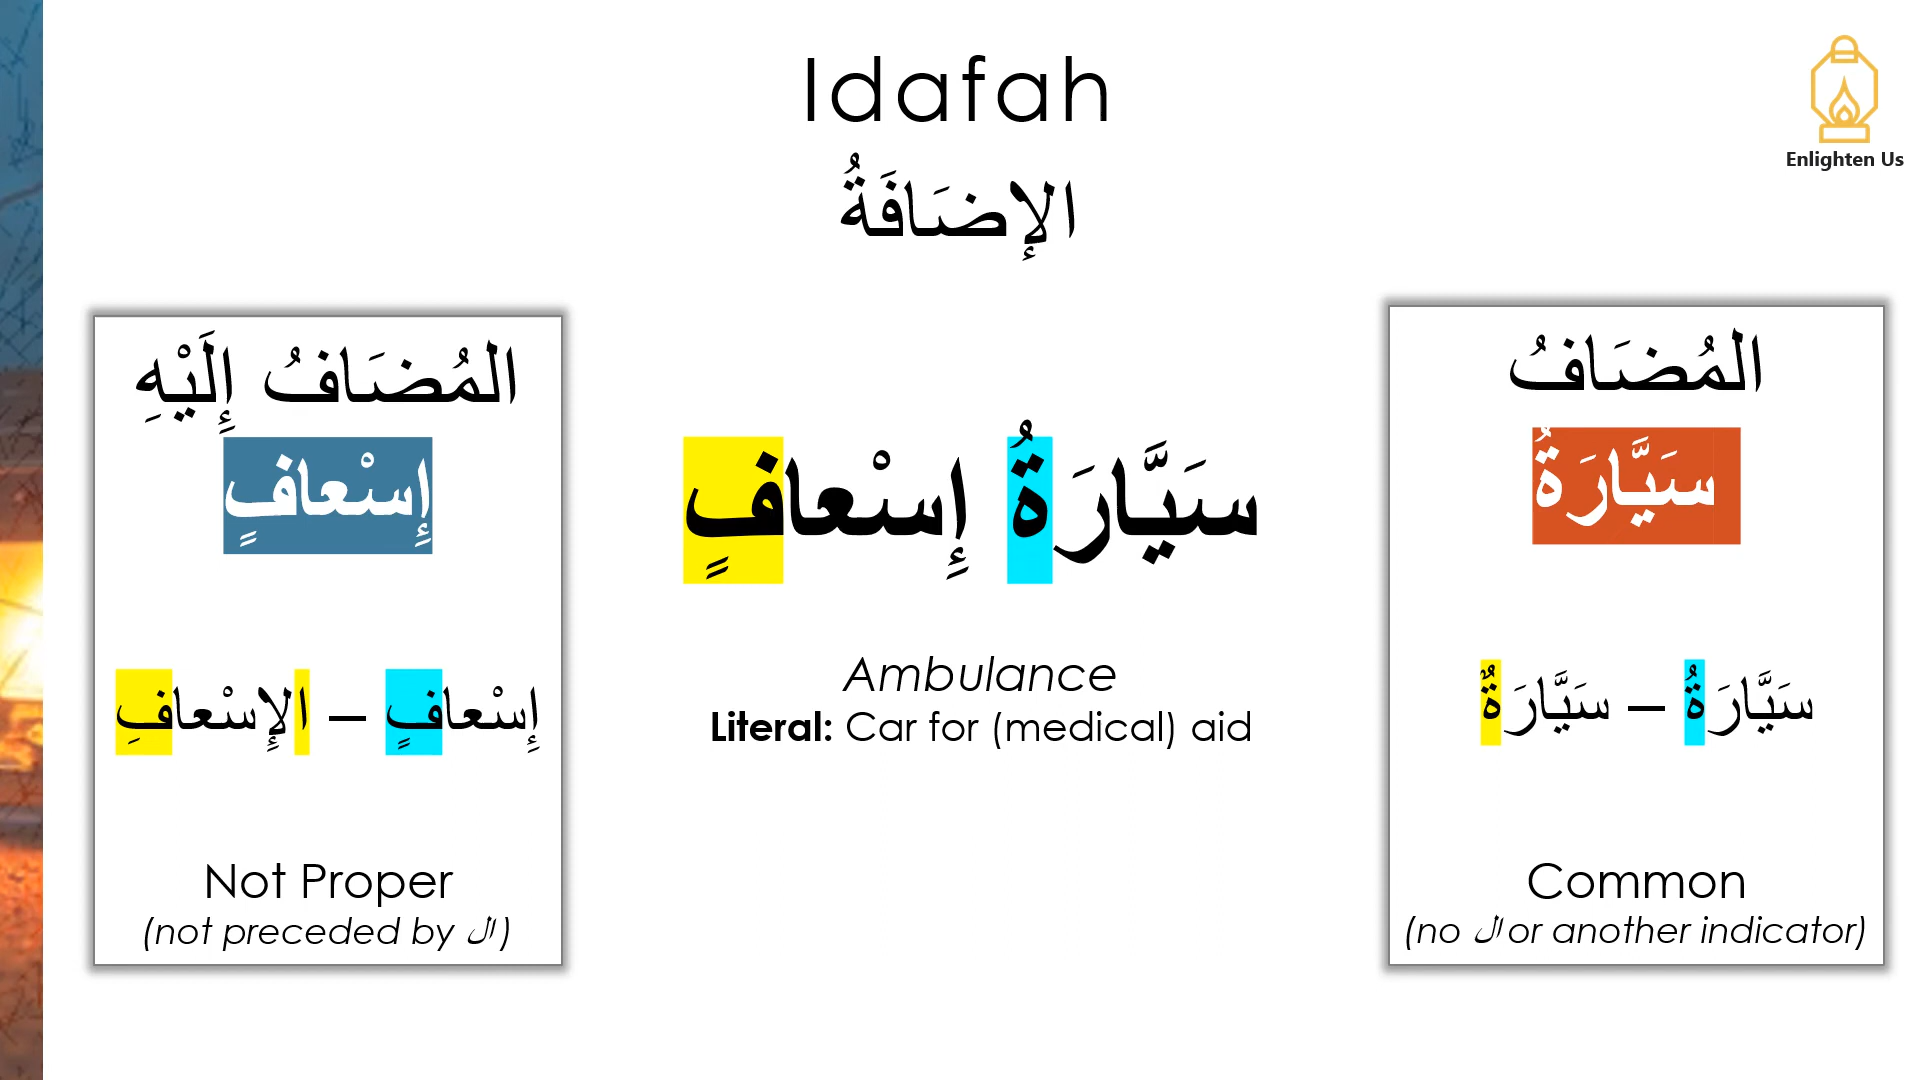 Idafah
الإضَافَةُ
Enlighten Us
المُضَافُ
سَيَّارَةُ
سَيَّارَةُ – سَيَّارَةٌ
Common
(no ال or another indicator)
سَيَّارَةُ إِسْعافٍ
Ambulance
Literal: Car for (medical) aid
المُضَافُ إِلَيْهِ
إِسْعافٍ
إِسْعافٍ – الإِسْعافِ
Not Proper
(not preceded by ال)